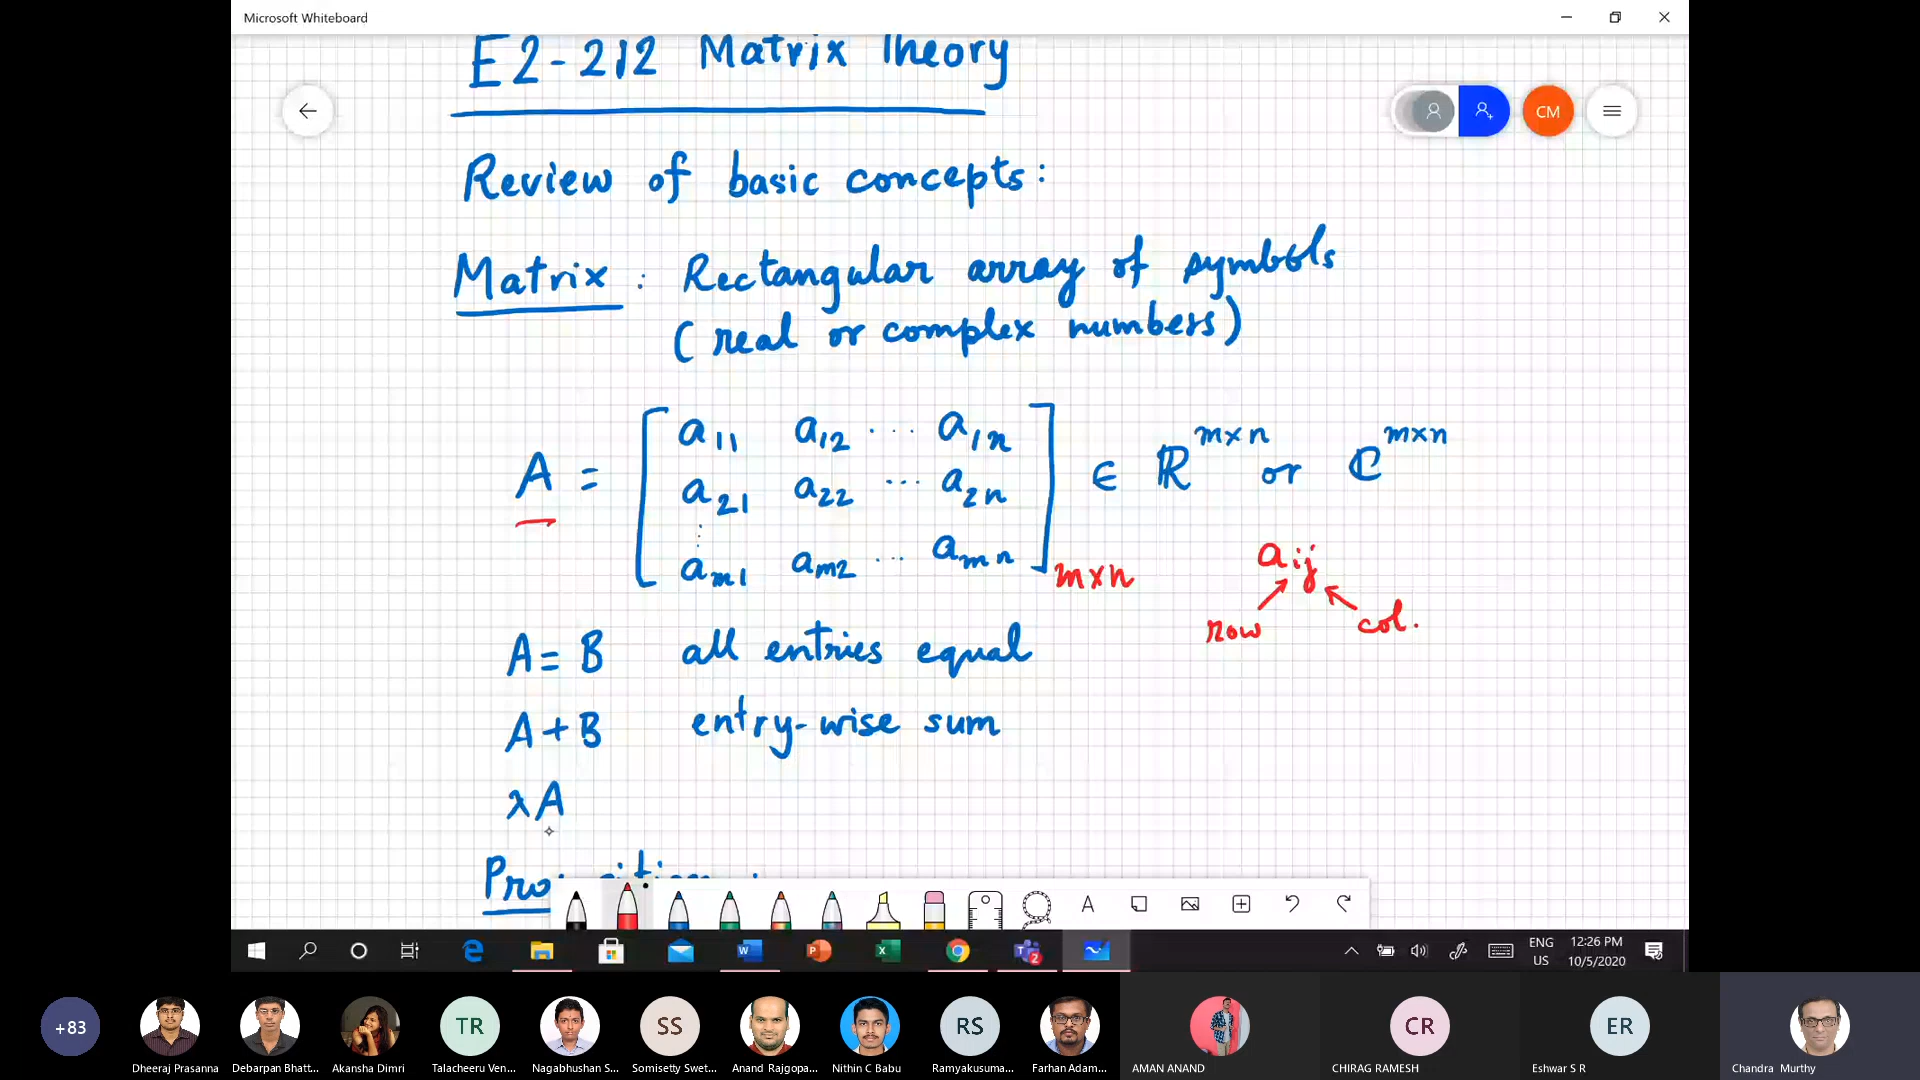 Microsoft Whiteboard
E2-212 Matrix Theory
CM
Review of basic concepts:
Matrix : Rectangular array of symbols
(real or complex numbers)
A = [ a11 a12 ... a1n
a21 a22 ... a2n
⋮
am1 am2 ... amn ] m×n ∈ ℝ^m×n or ℂ^m×n
aij
row col.
A = B all entries equal
A + B entry-wise sum
λA
ENG 12:26 PM
US 10/5/2020
+83 TR SS RS CR ER
Dheeraj Prasanna Debarpan Bhatt... Akansha Dimri Talacheeru Ven... Nagabhushan S... Somisetty Swet... Anand Rajgopa... Nithin C Babu Ramyakusuma... Farhan Adam... AMAN ANAND CHIRAG RAMESH Eshwar S R Chandra Murthy